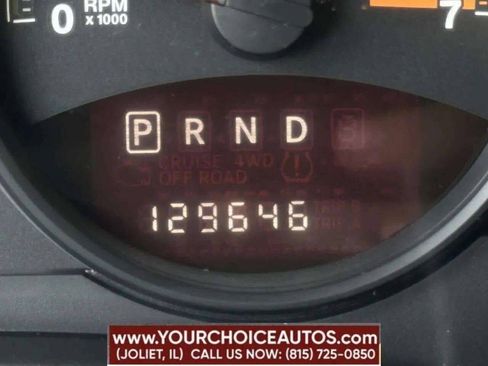 0 RPM x 1000 7
P R N D
CRUISE 4WD
OFF ROAD
129646
TRIP
WWW.YOURCHOICEAUTOS.COM
(JOLIET, IL) CALL US NOW: (815) 725-0850